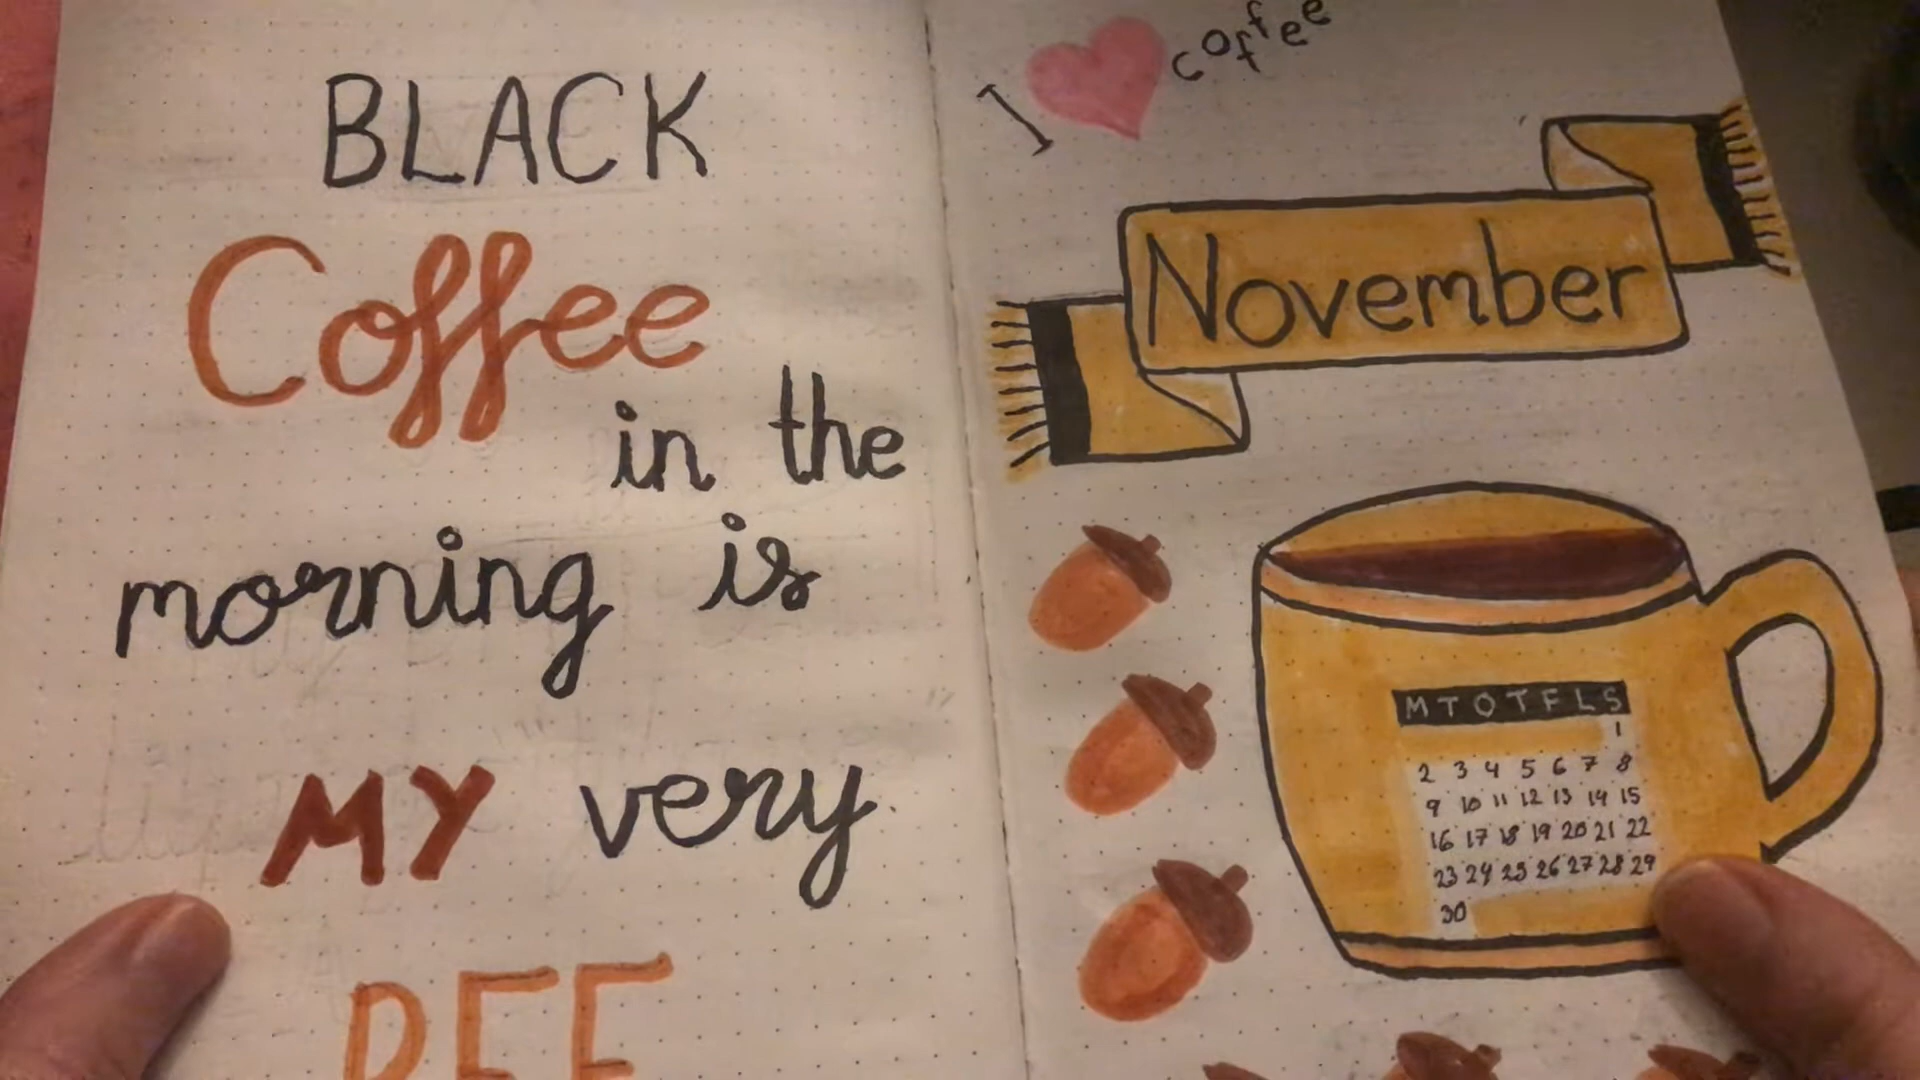 BLACK
Coffee
in the
morning is
MY very
I coffee
November
M T O T F L S
1
2 3 4 5 6 7 8
9 10 11 12 13 14 15
16 17 18 19 20 21 22
23 24 25 26 27 28 29
30